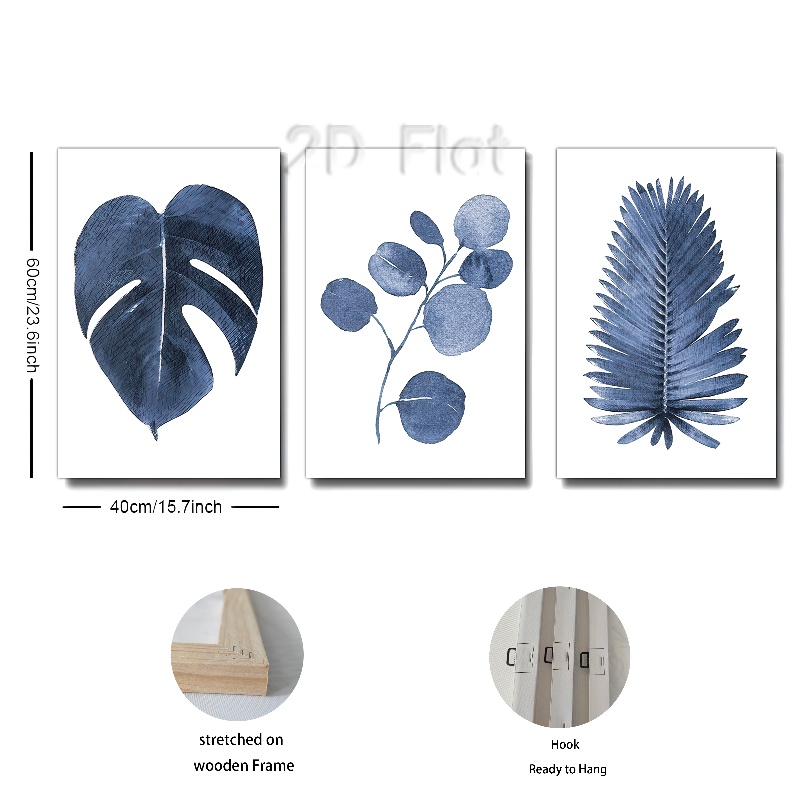 2D Flat
60cm/23.6inch
40cm/15.7inch
stretched on
wooden Frame
Hook
Ready to Hang